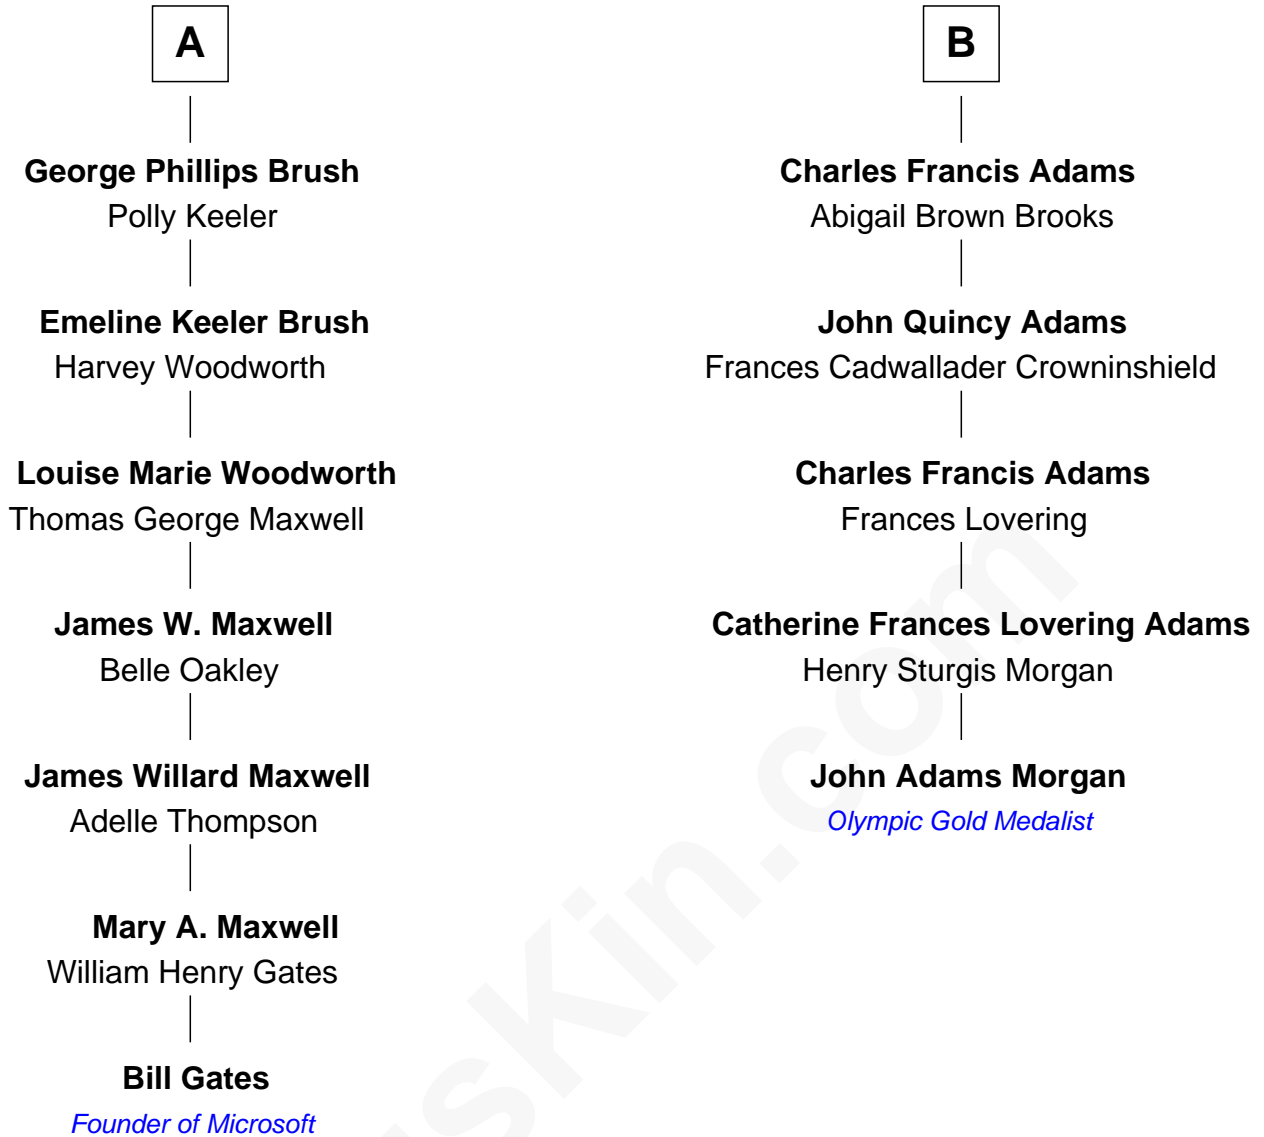 A
George Phillips Brush
Polly Keeler
Emeline Keeler Brush
Harvey Woodworth
Louise Marie Woodworth
Thomas George Maxwell
James W. Maxwell
Belle Oakley
James Willard Maxwell
Adelle Thompson
Mary A. Maxwell
William Henry Gates
Bill Gates
Founder of Microsoft
B
Charles Francis Adams
Abigail Brown Brooks
John Quincy Adams
Frances Cadwallader Crowninshield
Charles Francis Adams
Frances Lovering
Catherine Frances Lovering Adams
Henry Sturgis Morgan
John Adams Morgan
Olympic Gold Medalist
usKin.com